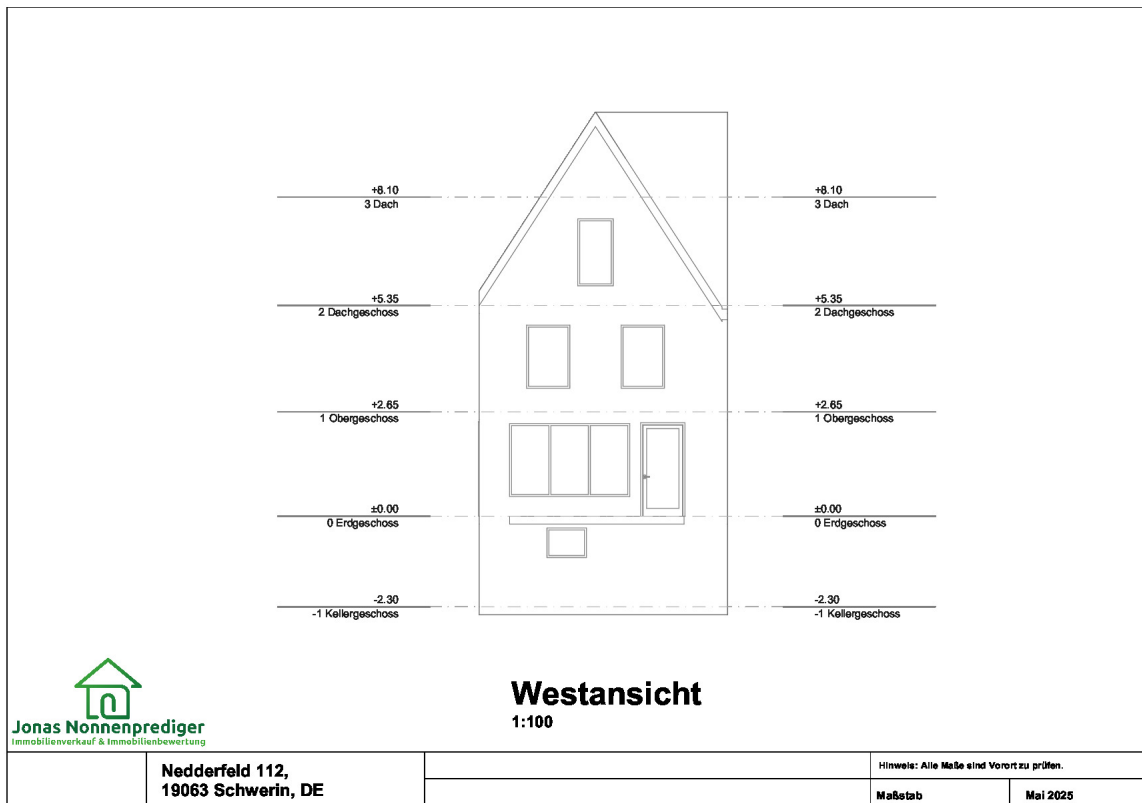 +8.10
3 Dach
+8.10
3 Dach
+5.35
2 Dachgeschoss
+5.35
2 Dachgeschoss
+2.65
1 Obergeschoss
+2.65
1 Obergeschoss
±0.00
0 Erdgeschoss
±0.00
0 Erdgeschoss
-2.30
-1 Kellergeschoss
-2.30
-1 Kellergeschoss
Westansicht
1:100
Jonas Nonnenprediger
Immobilienverkauf & Immobilienbewertung
Nedderfeld 112,
19063 Schwerin, DE
Hinweis: Alle Maße sind Vorort zu prüfen.
Maßstab
Mai 2025